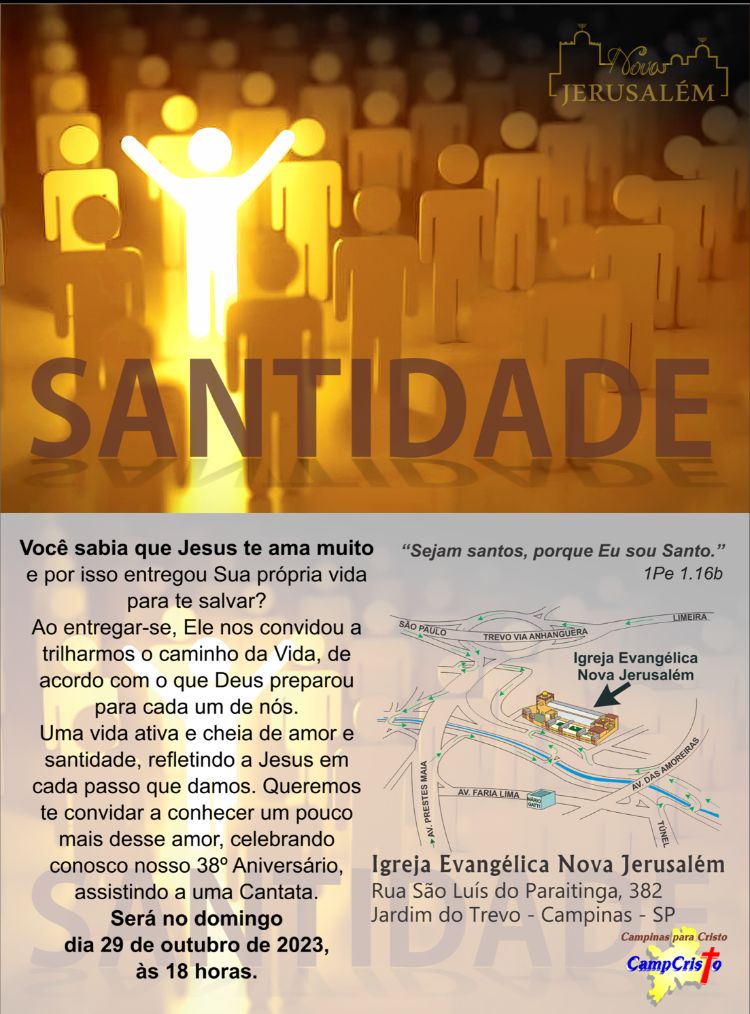 Nova
JERUSALÉM
SANTIDADE
Você sabia que Jesus te ama muito
e por isso entregou Sua própria vida
para te salvar?
Ao entregar-se, Ele nos convidou a
trilharmos o caminho da Vida, de
acordo com o que Deus preparou
para cada um de nós.
Uma vida ativa e cheia de amor e
santidade, refletindo a Jesus em
cada passo que damos. Queremos
te convidar a conhecer um pouco
mais desse amor, celebrando
conosco nosso 38º Aniversário,
assistindo a uma Cantata.
Será no domingo
dia 29 de outubro de 2023,
às 18 horas.
“Sejam santos, porque Eu sou Santo.”
1Pe 1.16b
SÃO PAULO
TREVO VIA ANHANGUERA
LIMEIRA
Igreja Evangélica
Nova Jerusalém
AV. PRESTES MAIA
AV. FARIA LIMA
MÁRIO
GATTI
AV. DAS AMOREIRAS
TÚNEL
Igreja Evangélica Nova Jerusalém
Rua São Luís do Paraitinga, 382
Jardim do Trevo - Campinas - SP
Campinas para Cristo
CampCristo
SANTIDADE